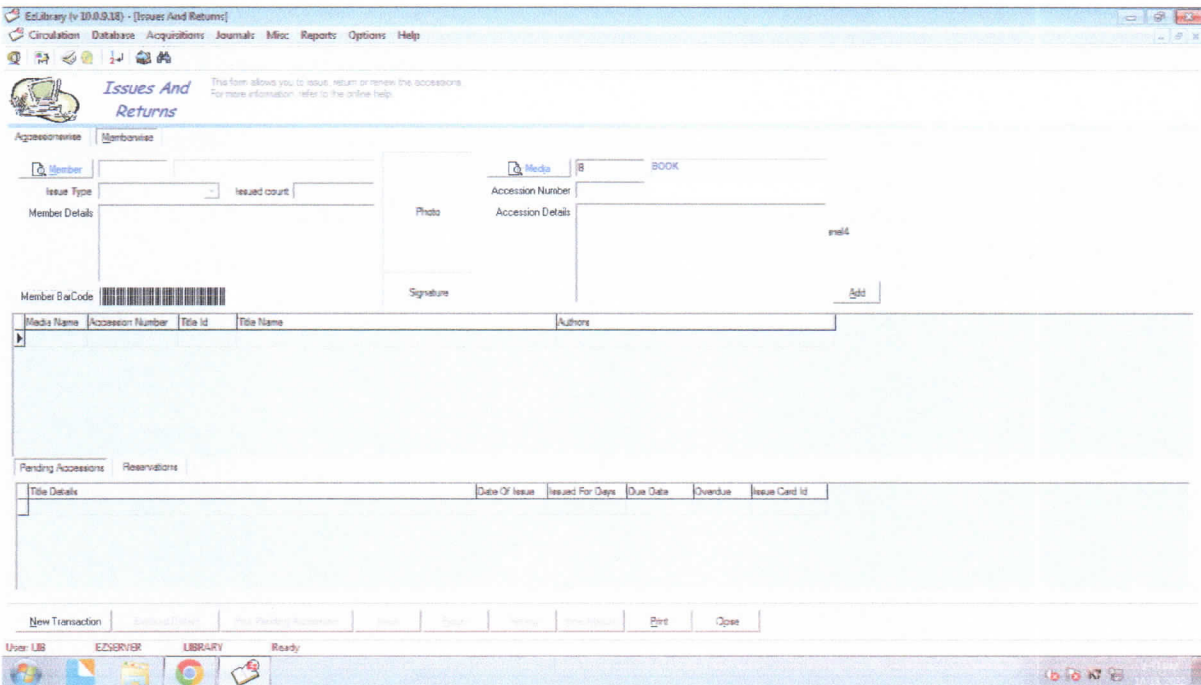 EzLibrary (v 10.0.9.18) - [Issues And Returns]
Circulation Database Acquisitions Journals Misc Reports Options Help
Issues And
Returns
This form allows you to issue, return or renew the accessions.
For more information, refer to the online help.
Accessionwise Memberwise
Member
Media B BOOK
Issue Type Issued count
Accession Number
Member Details
Photo
Accession Details
nel4
Member BarCode
Signature
Add
Media Name Accession Number Title Id Title Name Authors
Pending Accessions Reservations
Title Details Date Of Issue Issued For Days Due Date Overdue Issue Card Id
New Transaction Print Close
User: LIB EZSERVER LIBRARY Ready